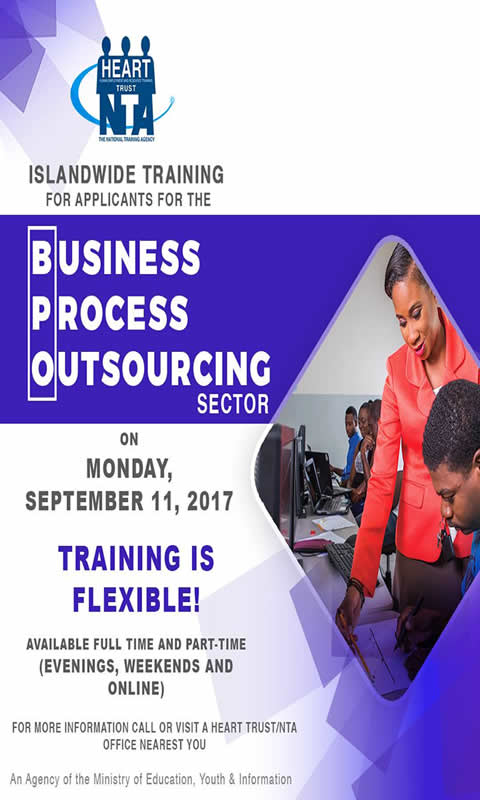 HEART
TRUST
NTA
THE NATIONAL TRAINING AGENCY
ISLANDWIDE TRAINING
FOR APPLICANTS FOR THE
BUSINESS
PROCESS
OUTSOURCING
SECTOR
ON
MONDAY,
SEPTEMBER 11, 2017
TRAINING IS
FLEXIBLE!
AVAILABLE FULL TIME AND PART-TIME
(EVENINGS, WEEKENDS AND
ONLINE)
FOR MORE INFORMATION CALL OR VISIT A HEART TRUST/NTA
OFFICE NEAREST YOU
An Agency of the Ministry of Education, Youth & Information